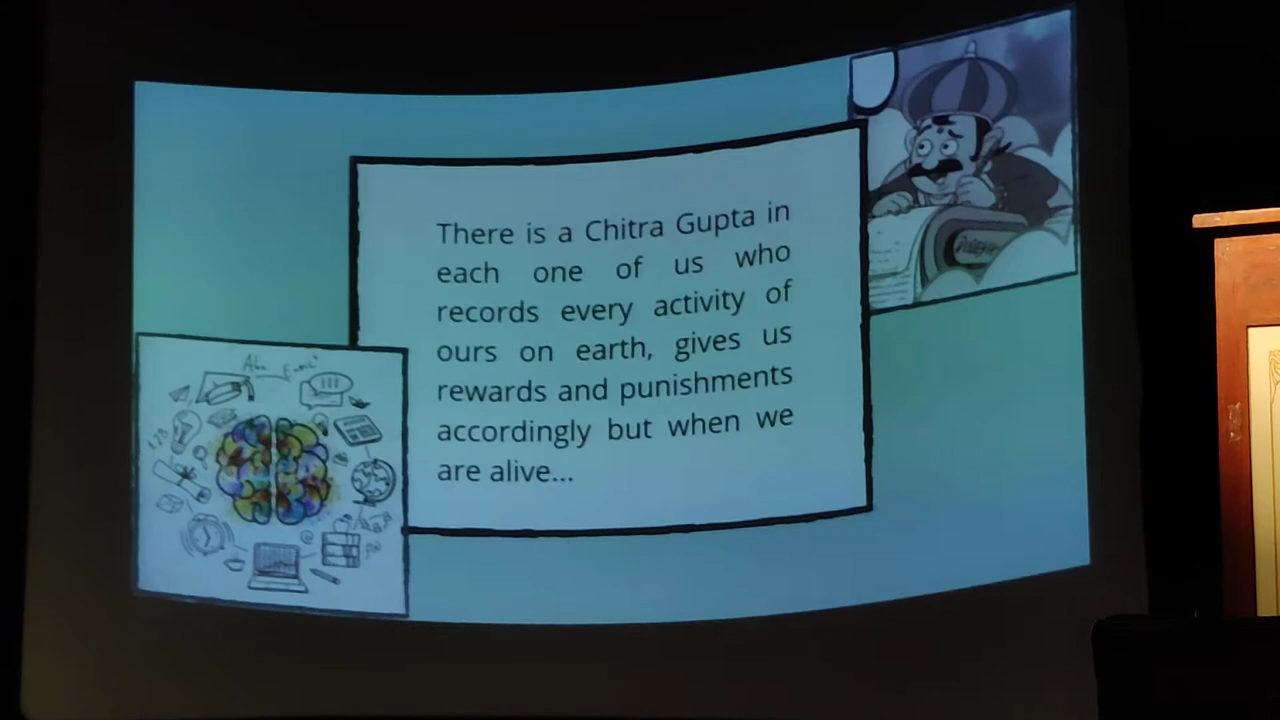 There is a Chitra Gupta in
each one of us who
records every activity of
ours on earth, gives us
rewards and punishments
accordingly but when we
are alive...
123